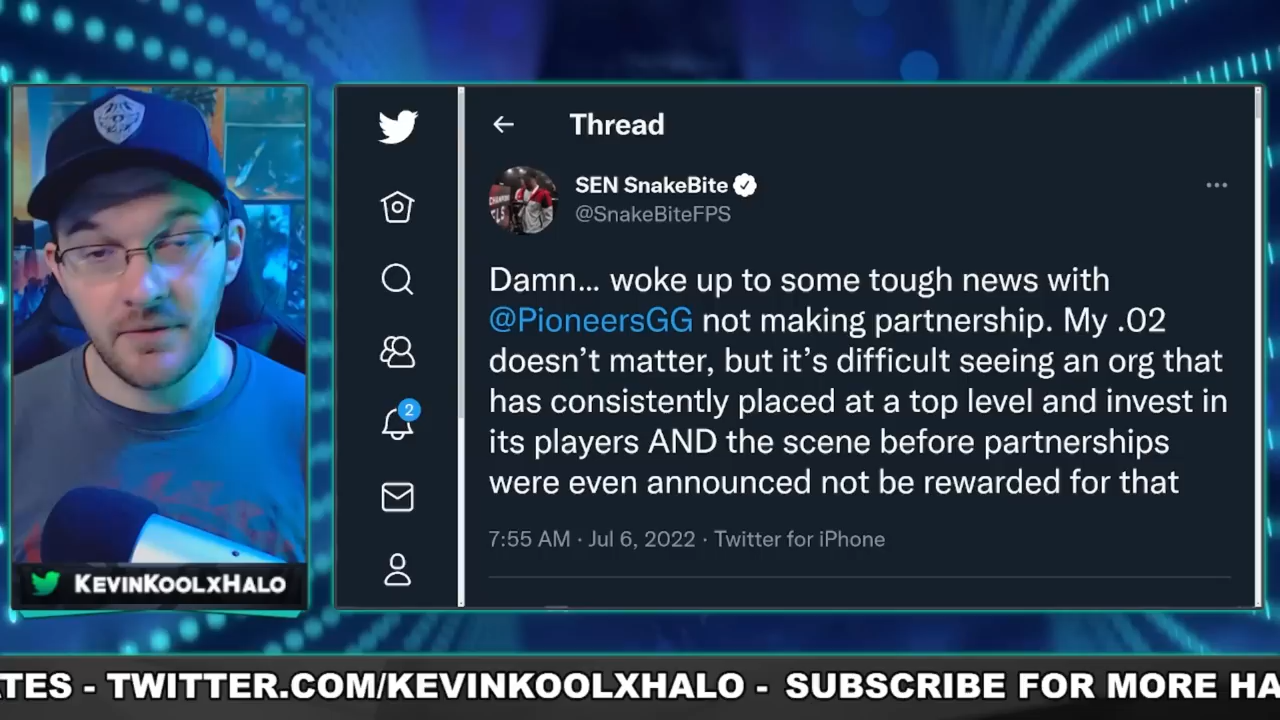 Thread
SEN SnakeBite
@SnakeBiteFPS
Damn... woke up to some tough news with
@PioneersGG not making partnership. My .02
doesn’t matter, but it’s difficult seeing an org that
has consistently placed at a top level and invest in
its players AND the scene before partnerships
were even announced not be rewarded for that
7:55 AM · Jul 6, 2022 · Twitter for iPhone
2
KEVINKOOLXHALO
TES - TWITTER.COM/KEVINKOOLXHALO - SUBSCRIBE FOR MORE HA